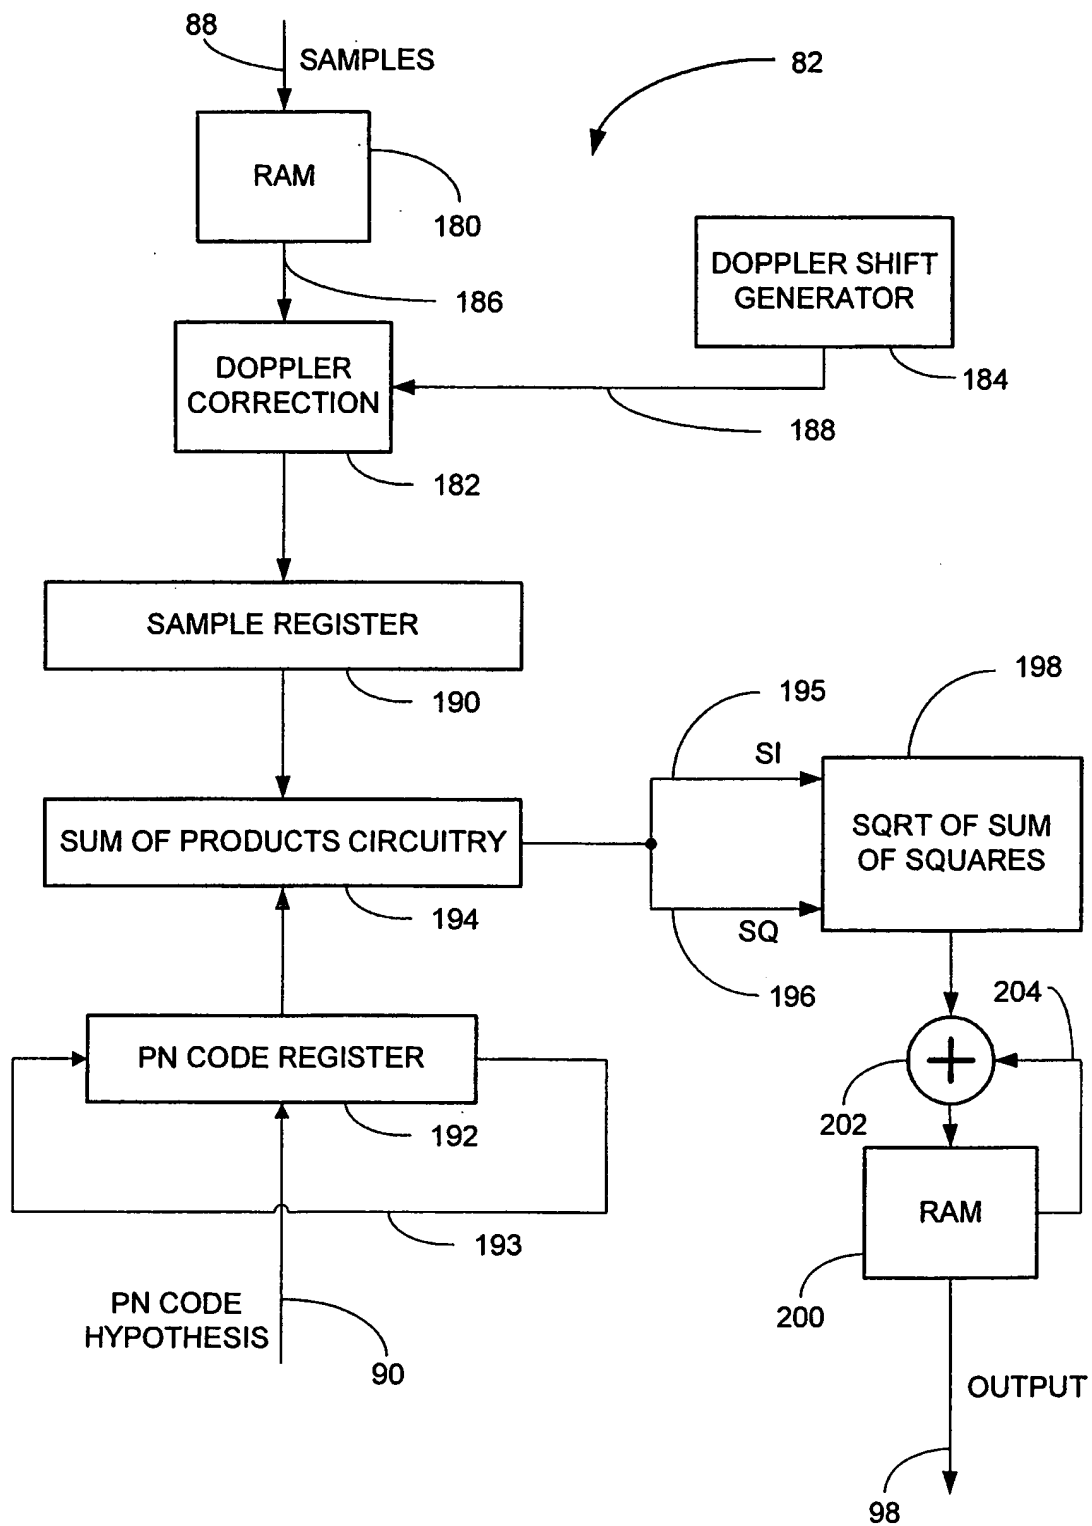 88
SAMPLES
82
RAM
180
186
DOPPLER SHIFT
GENERATOR
184
DOPPLER
CORRECTION
188
182
SAMPLE REGISTER
190
195
198
SI
SUM OF PRODUCTS CIRCUITRY
SQRT OF SUM
OF SQUARES
194
SQ
196
204
PN CODE REGISTER
+
202
192
RAM
193
200
PN CODE
HYPOTHESIS
90
OUTPUT
98